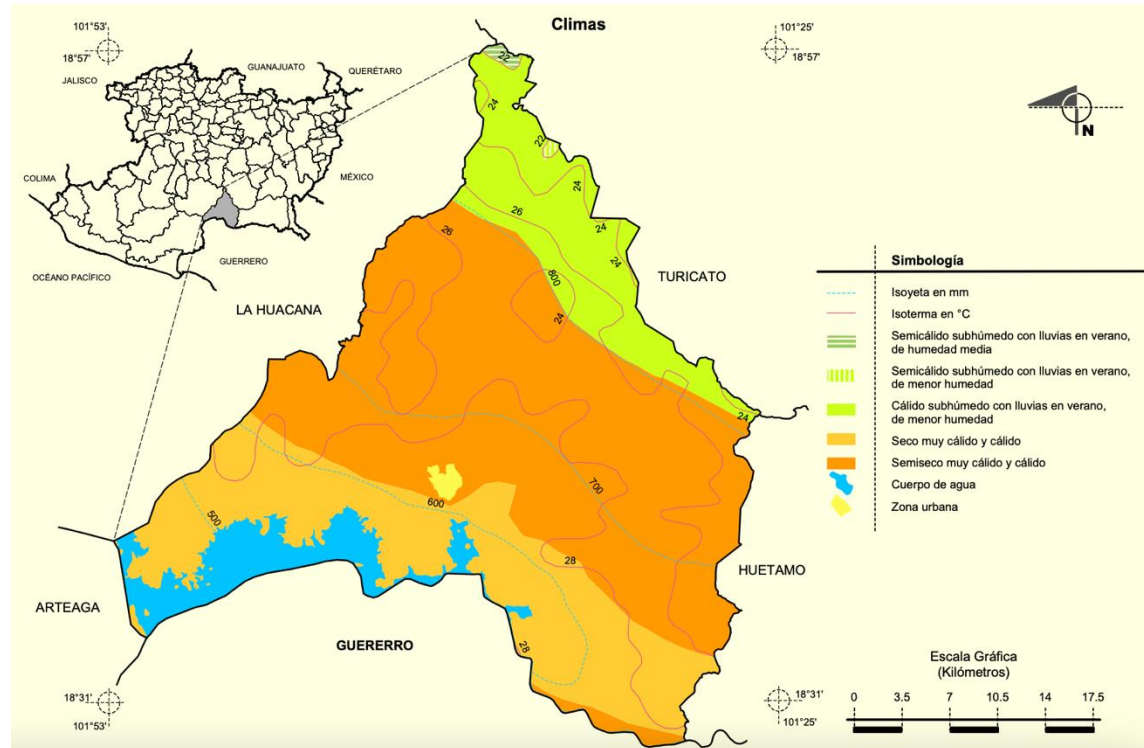 Climas
101°53'
18°57'
101°25'
18°57'
JALISCO
GUANAJUATO
QUERÉTARO
COLIMA
MÉXICO
GUERRERO
OCÉANO PACÍFICO
N
22
24
22
24
26
24
24
26
800
24
24
700
600
500
28
28
LA HUACANA
TURICATO
HUETAMO
ARTEAGA
GUERERRO
Simbología
Isoyeta en mm
Isoterma en °C
Semicálido subhúmedo con lluvias en verano,
de humedad media
Semicálido subhúmedo con lluvias en verano,
de menor humedad
Cálido subhúmedo con lluvias en verano,
de menor humedad
Seco muy cálido y cálido
Semiseco muy cálido y cálido
Cuerpo de agua
Zona urbana
18°31'
101°53'
18°31'
101°25'
Escala Gráfica
(Kilómetros)
0 3.5 7 10.5 14 17.5